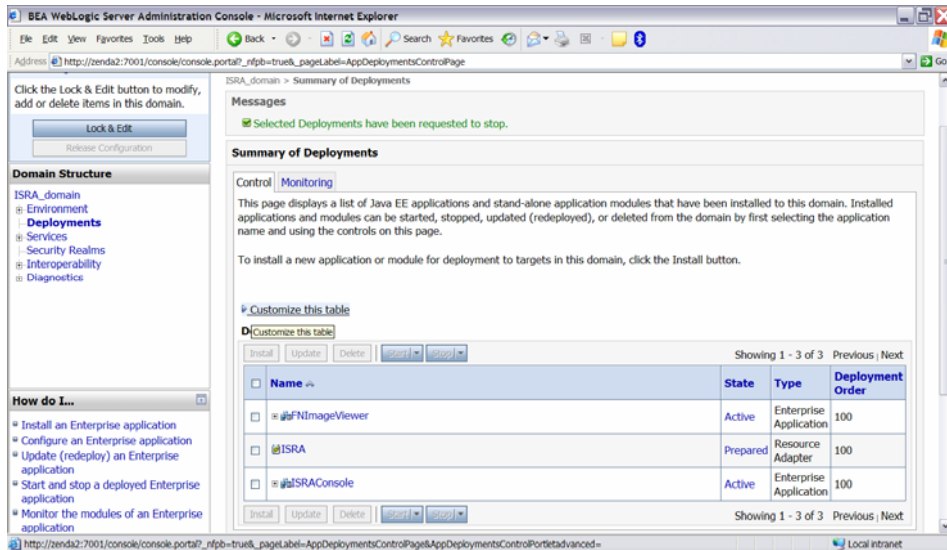 BEA WebLogic Server Administration Console - Microsoft Internet Explorer
File Edit View Favorites Tools Help
Back Search Favorites
Address http://zenda2:7001/console/console.portal?_nfpb=true&_pageLabel=AppDeploymentsControlPage Go
Click the Lock & Edit button to modify,
add or delete items in this domain.
Lock & Edit
Release Configuration
Domain Structure
ISRA_domain
Environment
Deployments
Services
Security Realms
Interoperability
Diagnostics
How do I...
Install an Enterprise application
Configure an Enterprise application
Update (redeploy) an Enterprise
application
Start and stop a deployed Enterprise
application
Monitor the modules of an Enterprise
application
ISRA_domain > Summary of Deployments
Messages
Selected Deployments have been requested to stop.
Summary of Deployments
Control Monitoring
This page displays a list of Java EE applications and stand-alone application modules that have been installed to this domain. Installed
applications and modules can be started, stopped, updated (redeployed), or deleted from the domain by first selecting the application
name and using the controls on this page.
To install a new application or module for deployment to targets in this domain, click the Install button.
Customize this table
Customize this table
Install Update Delete Start Stop Showing 1 - 3 of 3 Previous | Next
Name State Type Deployment Order
FNImageViewer Active Enterprise Application 100
ISRA Prepared Resource Adapter 100
ISRAConsole Active Enterprise Application 100
Install Update Delete Start Stop Showing 1 - 3 of 3 Previous | Next
http://zenda2:7001/console/console.portal?_nfpb=true&_pageLabel=AppDeploymentsControlPage&AppDeploymentsControlPortletadvanced= Local intranet